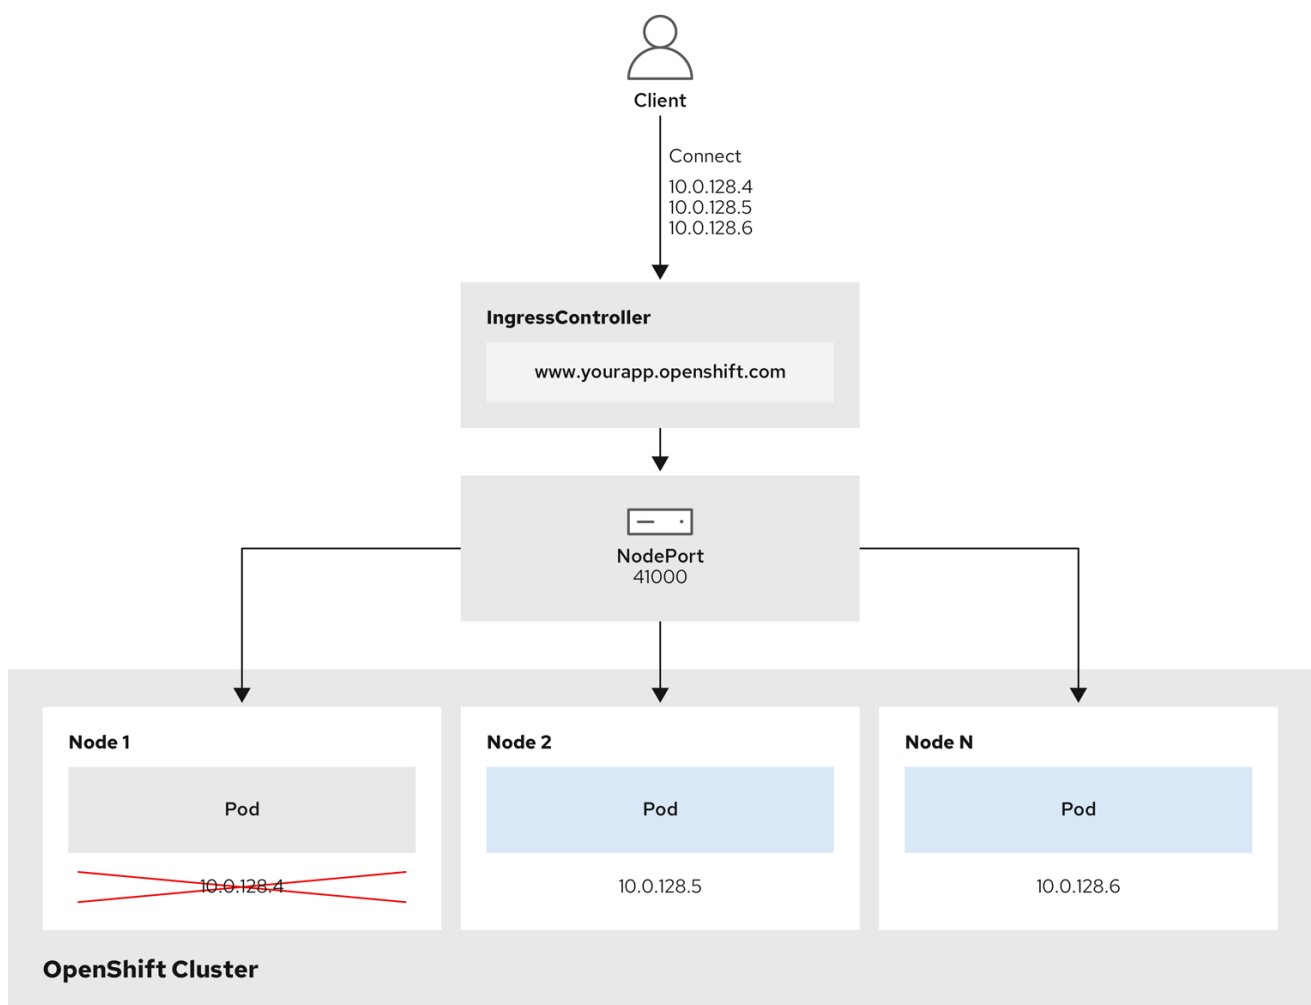 Client
Connect
10.0.128.4
10.0.128.5
10.0.128.6
IngressController
www.yourapp.openshift.com
NodePort
41000
Node 1
Pod
10.0.128.4
Node 2
Pod
10.0.128.5
Node N
Pod
10.0.128.6
OpenShift Cluster